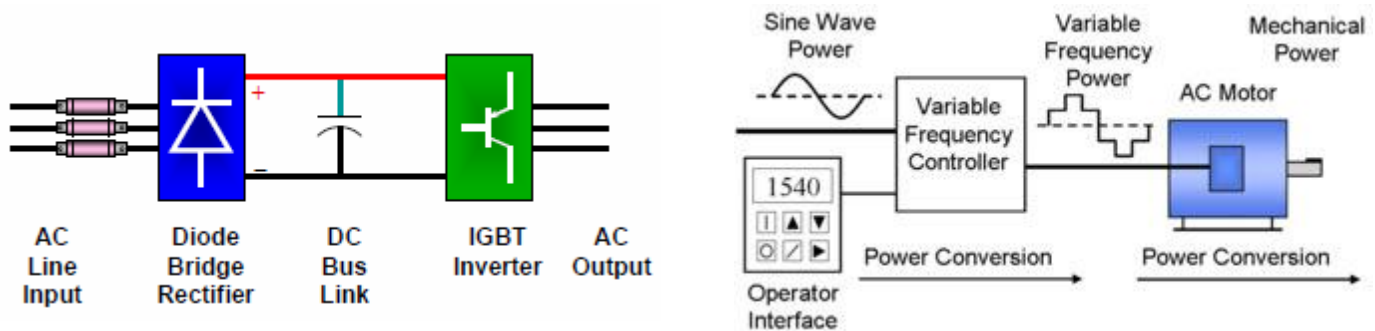 +
−
AC
Line
Input
Diode
Bridge
Rectifier
DC
Bus
Link
IGBT
Inverter
AC
Output
Sine Wave
Power
Variable
Frequency
Power
Mechanical
Power
AC Motor
Variable
Frequency
Controller
1540
Power Conversion
Power Conversion
Operator
Interface